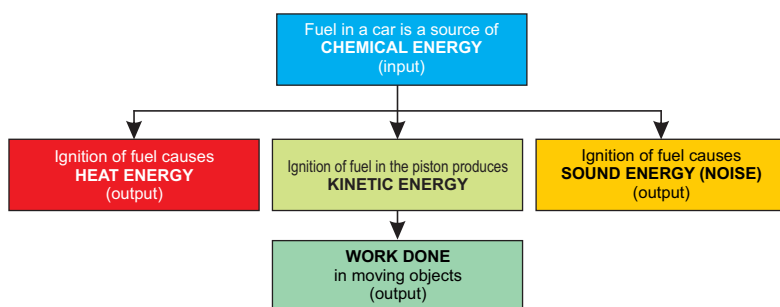 Fuel in a car is a source of
CHEMICAL ENERGY
(input)
Ignition of fuel causes
HEAT ENERGY
(output)
Ignition of fuel in the piston produces
KINETIC ENERGY
Ignition of fuel causes
SOUND ENERGY (NOISE)
(output)
WORK DONE
in moving objects
(output)